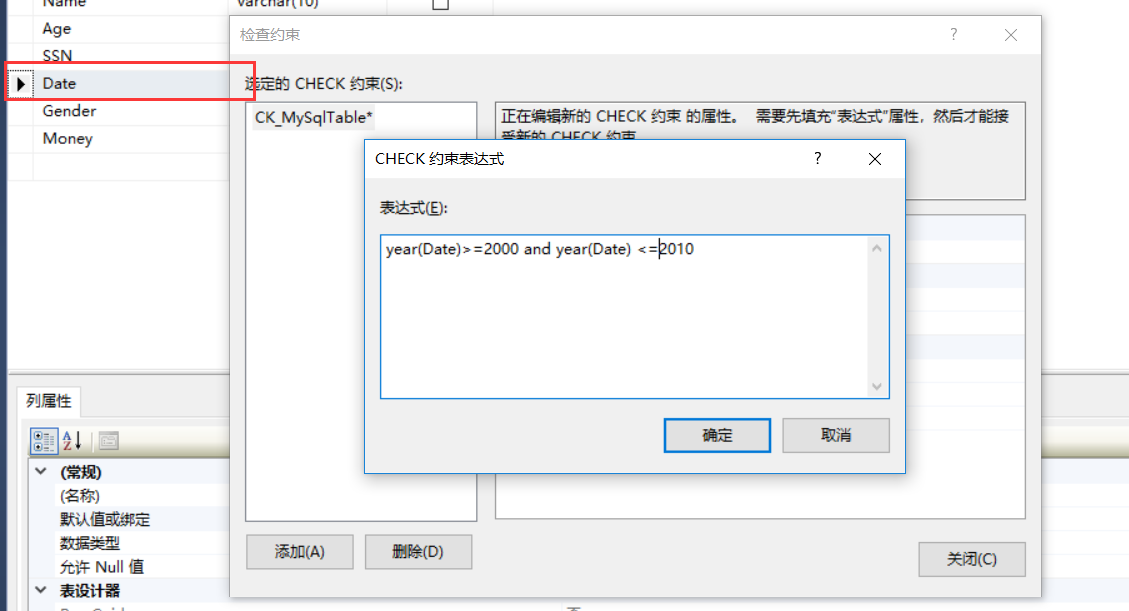 Name
varchar(10)
Age
SSN
Date
Gender
Money
检查约束
?
选定的 CHECK 约束(S):
CK_MySqlTable*
正在编辑新的 CHECK 约束 的属性。 需要先填充"表达式"属性，然后才能接
受新的 CHECK 约束
CHECK 约束表达式
?
表达式(E):
year(Date)>=2000 and year(Date) <=2010
确定
取消
列属性
(常规)
(名称)
默认值或绑定
数据类型
允许 Null 值
表设计器
添加(A)
删除(D)
关闭(C)